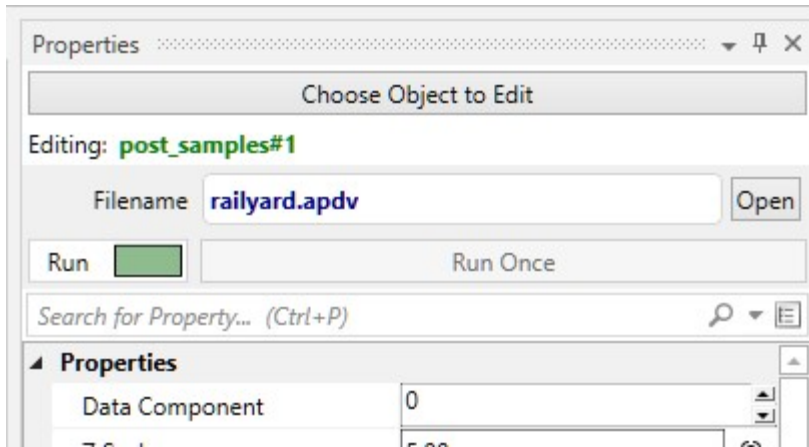 Properties
Choose Object to Edit
Editing: post_samples#1
Filename railyard.apdv Open
Run Run Once
Search for Property... (Ctrl+P)
Properties
Data Component 0